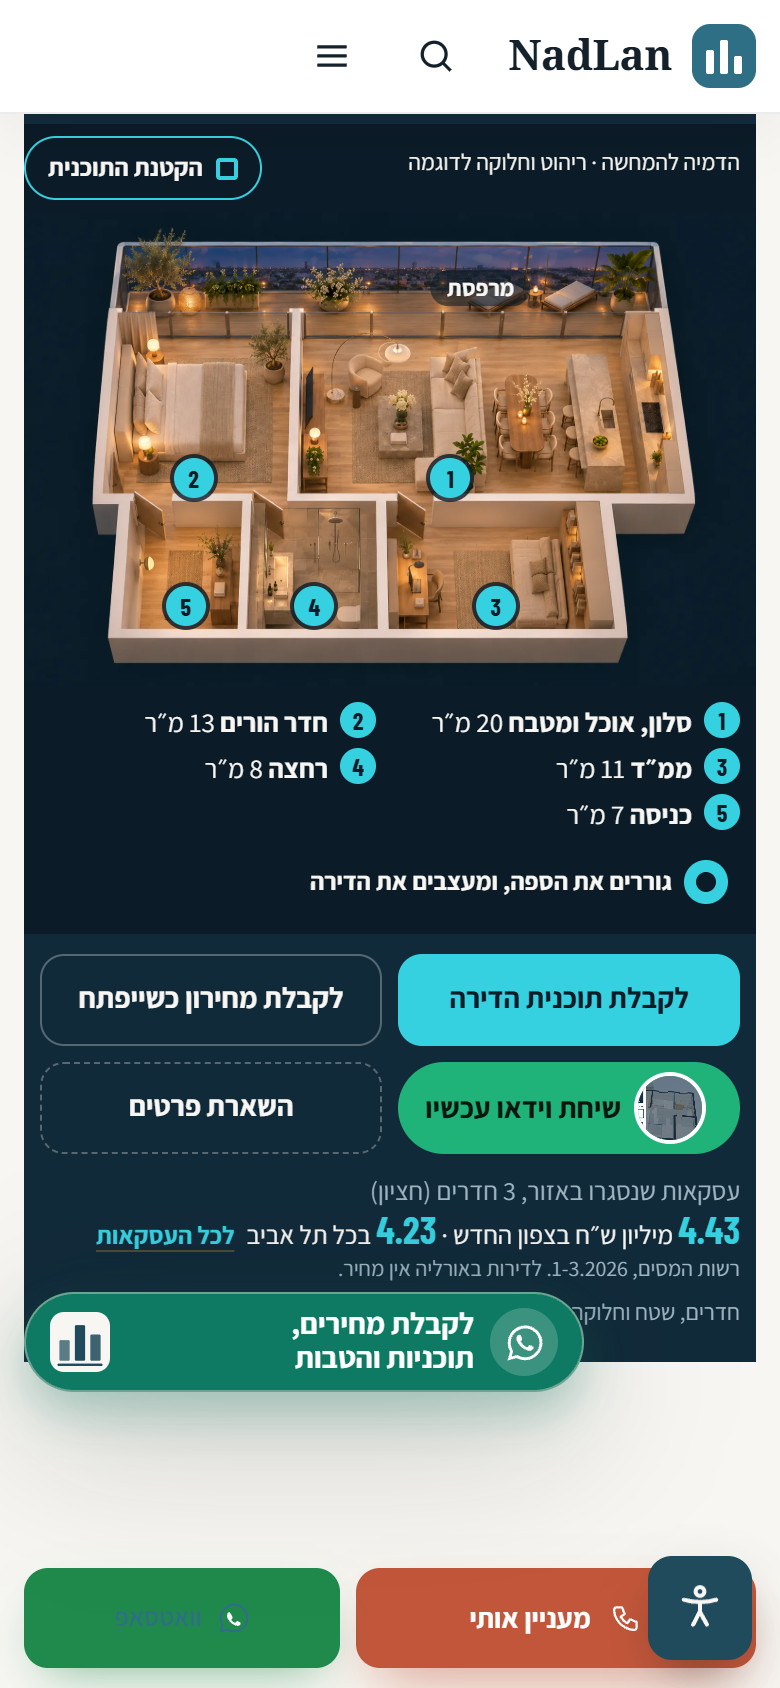 NadLan
הדמיה להמחשה · ריהוט וחלוקה לדוגמה
הקטנת התוכנית
מרפסת
2
1
5
4
3
1 סלון, אוכל ומטבח 20 מ״ר
2 חדר הורים 13 מ״ר
3 ממ״ד 11 מ״ר
4 רחצה 8 מ״ר
5 כניסה 7 מ״ר
גוררים את הספה, ומעצבים את הדירה
לקבלת תוכנית הדירה
לקבלת מחירון כשייפתח
שיחת וידאו עכשיו
השארת פרטים
עסקאות שנסגרו באזור, 3 חדרים (חציון)
4.43 מיליון ש״ח בצפון החדש · 4.23 בכל תל אביב לכל העסקאות
רשות המסים, 1-3.2026. לדירות באורליה אין מחיר.
חדרים, שטח וחלוקה
לקבלת מחירים,
תוכניות והטבות
מעניין אותי
וואטסאפ